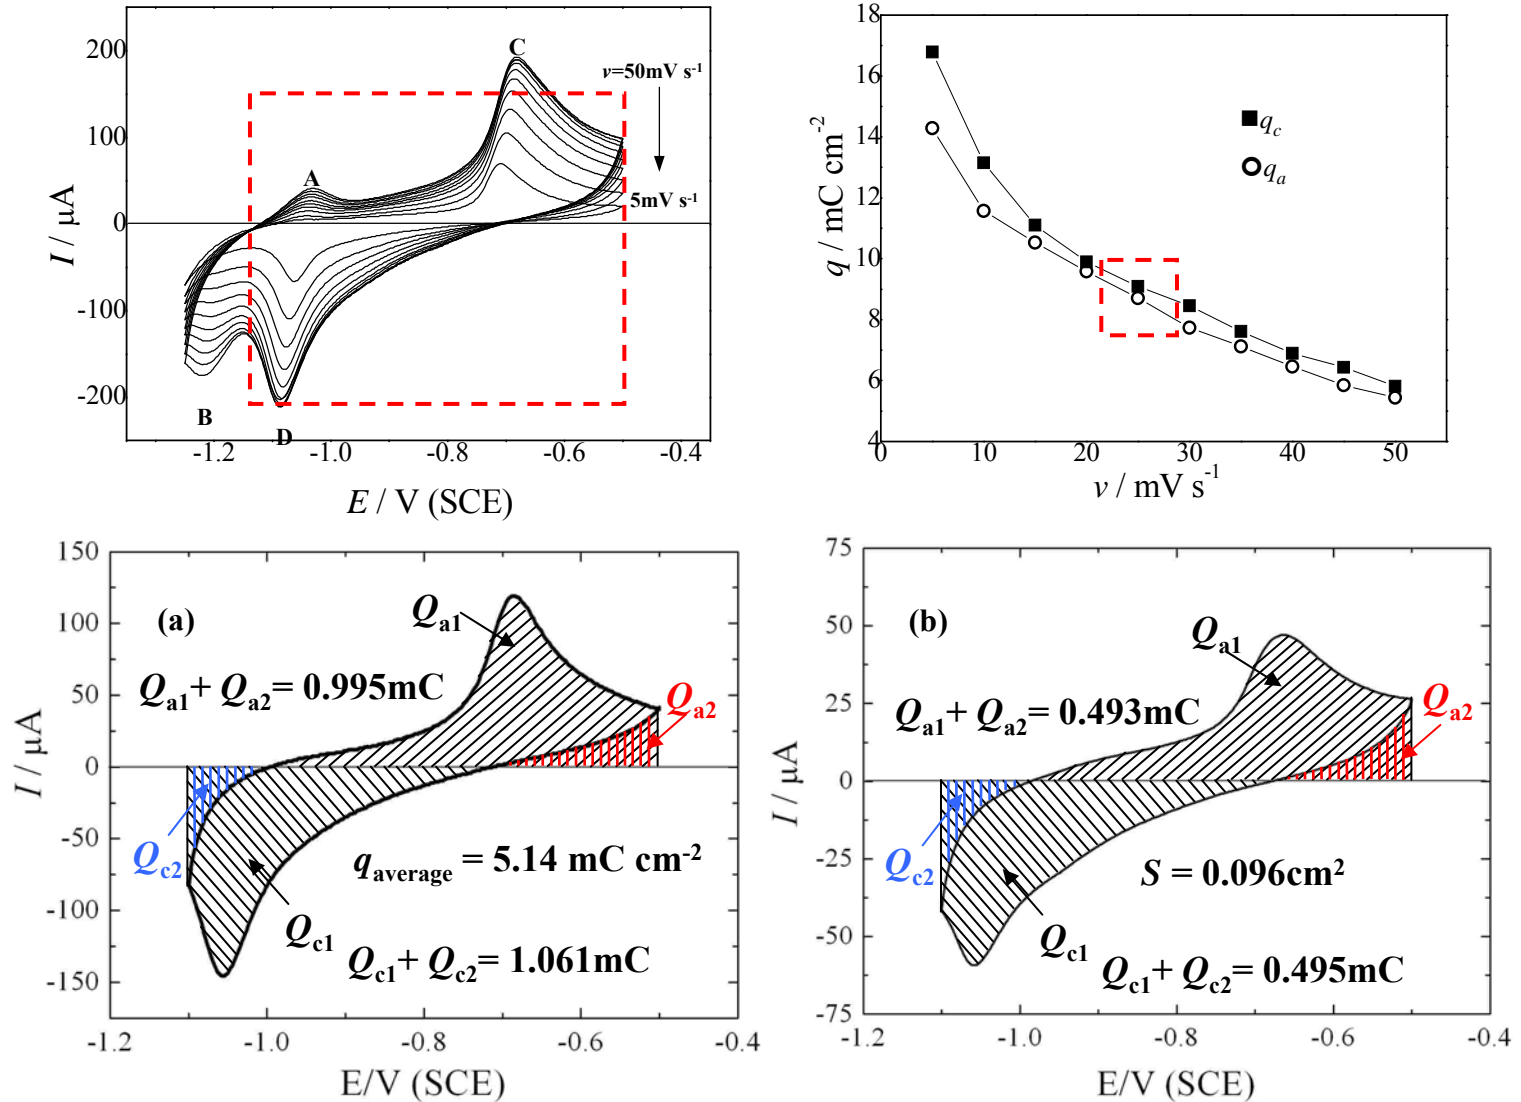 200
100
0
-100
-200
I / μA
A
C
B
D
v=50mV s-1
5mV s-1
-1.2 -1.0 -0.8 -0.6 -0.4
E / V (SCE)
18
16
14
12
10
8
6
4
q / mC cm-2
qc
qa
0 10 20 30 40 50
v / mV s-1
150
100
50
0
-50
-100
-150
I / μA
(a)
Qa1
Qa1+ Qa2= 0.995mC
Qa2
Qc2
qaverage = 5.14 mC cm-2
Qc1
Qc1+ Qc2= 1.061mC
-1.2 -1.0 -0.8 -0.6 -0.4
E/V (SCE)
75
50
25
0
-25
-50
-75
I / μA
(b)
Qa1
Qa1+ Qa2= 0.493mC
Qa2
Qc2
S = 0.096cm2
Qc1
Qc1+ Qc2= 0.495mC
-1.2 -1.0 -0.8 -0.6 -0.4
E/V (SCE)